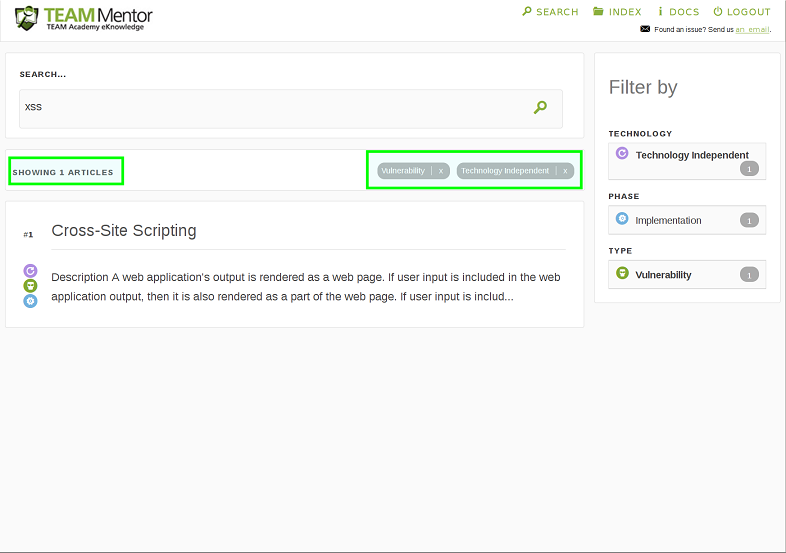 TEAM Mentor
TEAM Academy eKnowledge
SEARCH INDEX DOCS LOGOUT
Found an issue? Send us an email.
SEARCH...
xss
SHOWING 1 ARTICLES
Vulnerability | x
Technology Independent | x
#1
Cross-Site Scripting
Description A web application's output is rendered as a web page. If user input is included in the web
application output, then it is also rendered as a part of the web page. If user input is includ...
Filter by
TECHNOLOGY
Technology Independent
1
PHASE
Implementation 1
TYPE
Vulnerability 1